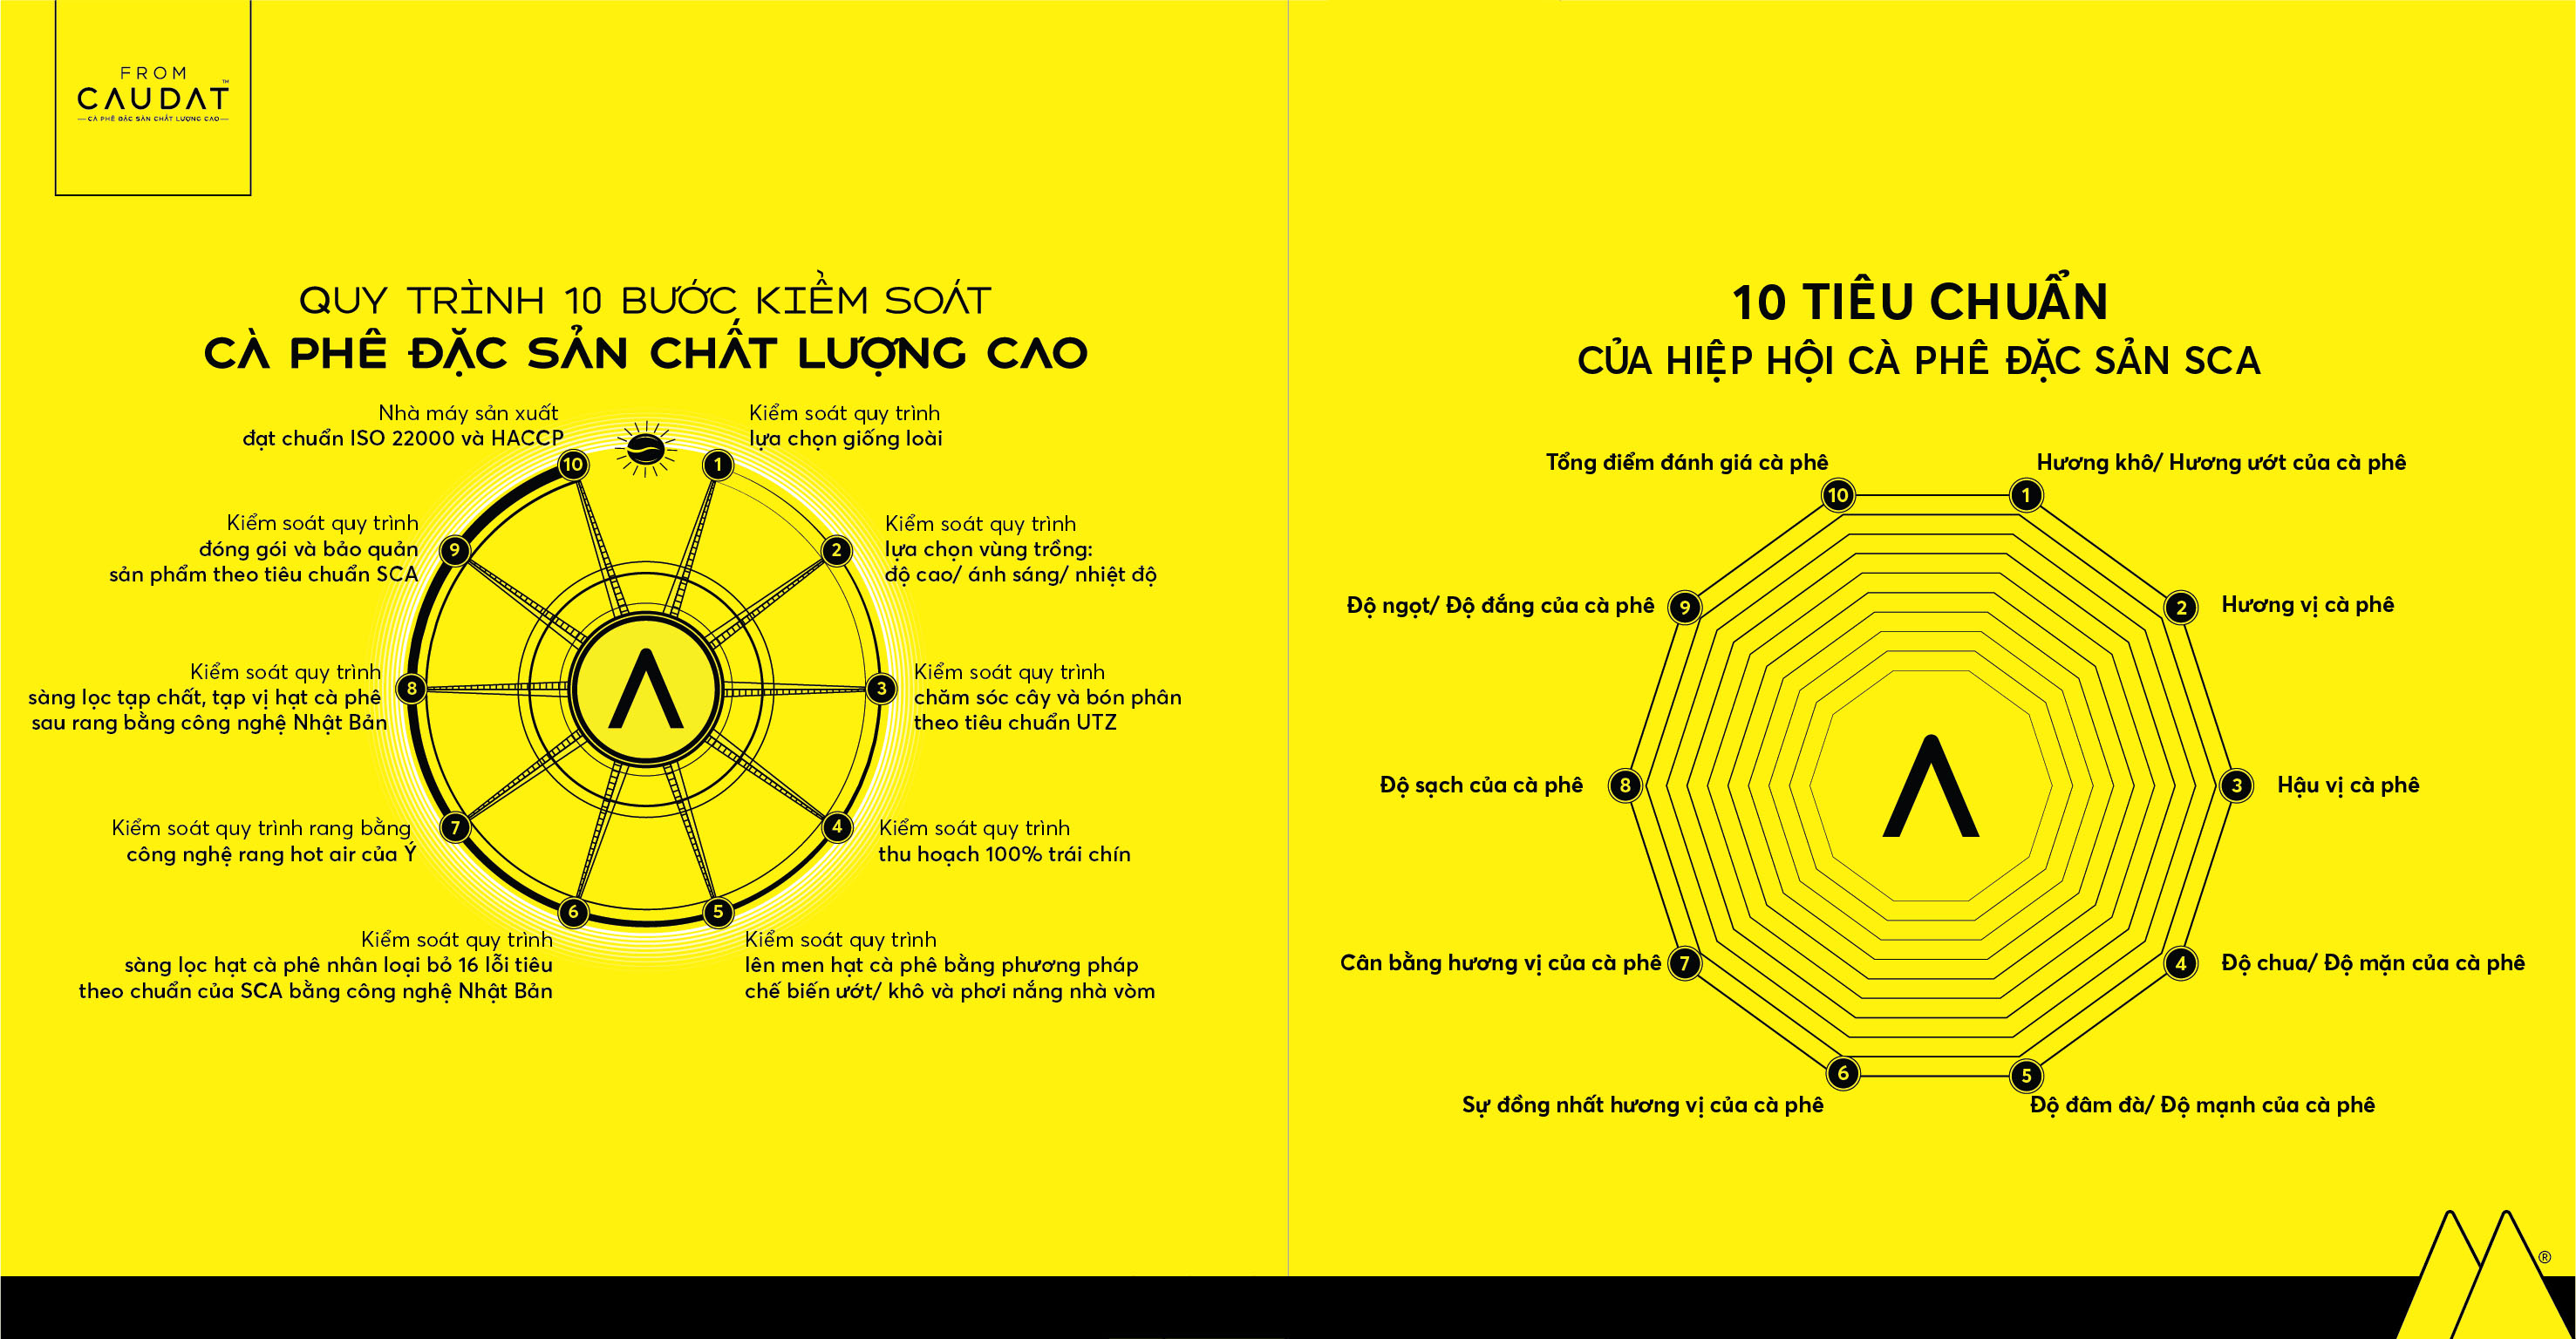 FROM
CAUDAT™
CÀ PHÊ ĐẶC SẢN CHẤT LƯỢNG CAO
QUY TRÌNH 10 BƯỚC KIỂM SOÁT
CÀ PHÊ ĐẶC SẢN CHẤT LƯỢNG CAO
1
Kiểm soát quy trình
lựa chọn giống loài
2
Kiểm soát quy trình
lựa chọn vùng trồng:
độ cao/ ánh sáng/ nhiệt độ
3
Kiểm soát quy trình
chăm sóc cây và bón phân
theo tiêu chuẩn UTZ
4
Kiểm soát quy trình
thu hoạch 100% trái chín
5
Kiểm soát quy trình
lên men hạt cà phê bằng phương pháp
chế biến ướt/ khô và phơi nắng nhà vòm
6
Kiểm soát quy trình
sàng lọc hạt cà phê nhân loại bỏ 16 lỗi tiêu
theo chuẩn của SCA bằng công nghệ Nhật Bản
7
Kiểm soát quy trình rang bằng
công nghệ rang hot air của Ý
8
Kiểm soát quy trình
sàng lọc tạp chất, tạp vị hạt cà phê
sau rang bằng công nghệ Nhật Bản
9
Kiểm soát quy trình
đóng gói và bảo quản
sản phẩm theo tiêu chuẩn SCA
10
Nhà máy sản xuất
đạt chuẩn ISO 22000 và HACCP
10 TIÊU CHUẨN
CỦA HIỆP HỘI CÀ PHÊ ĐẶC SẢN SCA
1
Hương khô/ Hương ướt của cà phê
2
Hương vị cà phê
3
Hậu vị cà phê
4
Độ chua/ Độ mặn của cà phê
5
Độ đâm đà/ Độ mạnh của cà phê
6
Sự đồng nhất hương vị của cà phê
7
Cân bằng hương vị của cà phê
8
Độ sạch của cà phê
9
Độ ngọt/ Độ đắng của cà phê
10
Tổng điểm đánh giá cà phê
®